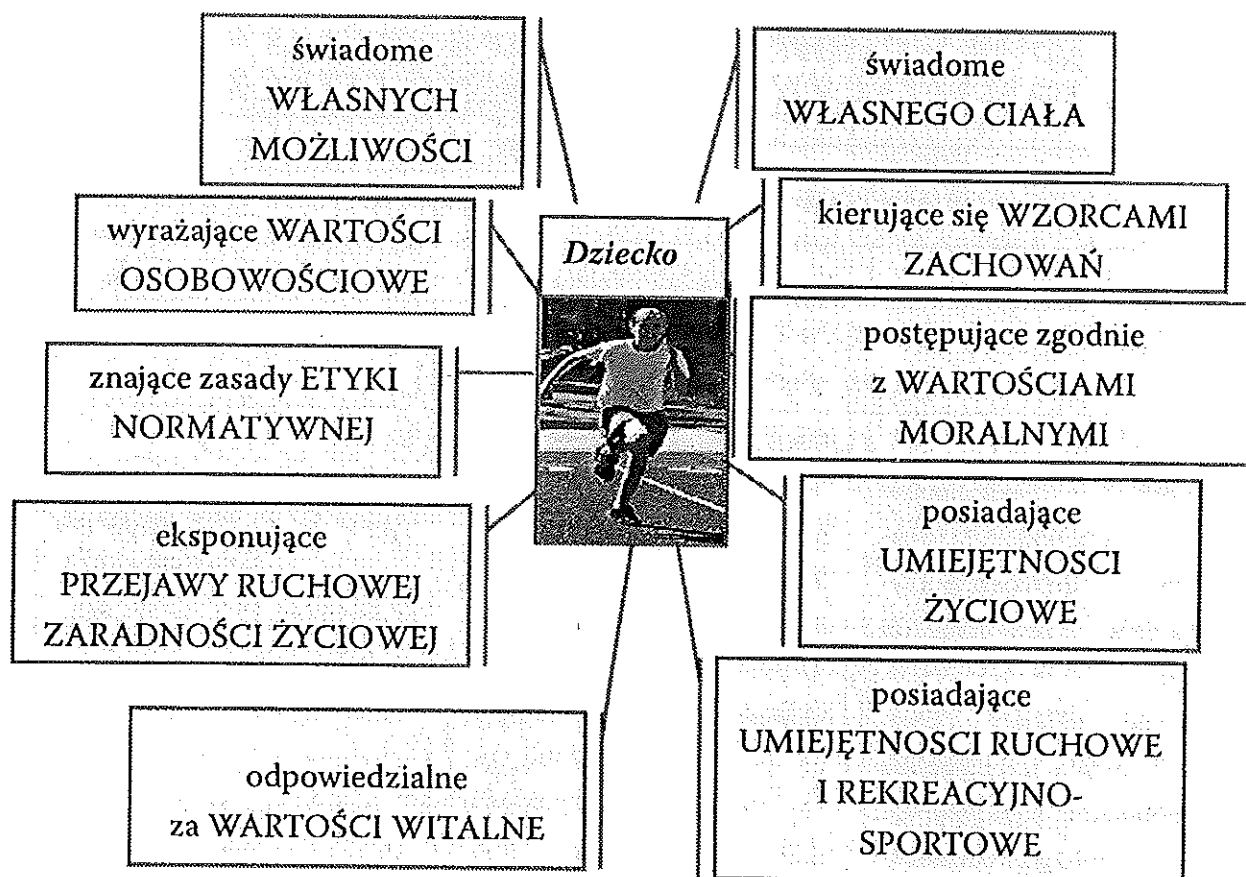 świadome
WŁASNYCH
MOŻLIWOŚCI
świadome
WŁASNEGO CIAŁA
wyrażające WARTOŚCI
OSOBOWOŚCIOWE
Dziecko
kierujące się WZORCAMI
ZACHOWAŃ
znające zasady ETYKI
NORMATYWNEJ
postępujące zgodnie
z WARTOŚCIAMI
MORALNYMI
eksponujące
PRZEJAWY RUCHOWEJ
ZARADNOŚCI ŻYCIOWEJ
posiadające
UMIEJĘTNOSCI
ŻYCIOWE
odpowiedzialne
za WARTOŚCI WITALNE
posiadające
UMIEJĘTNOSCI RUCHOWE
I REKREACYJNO-
SPORTOWE